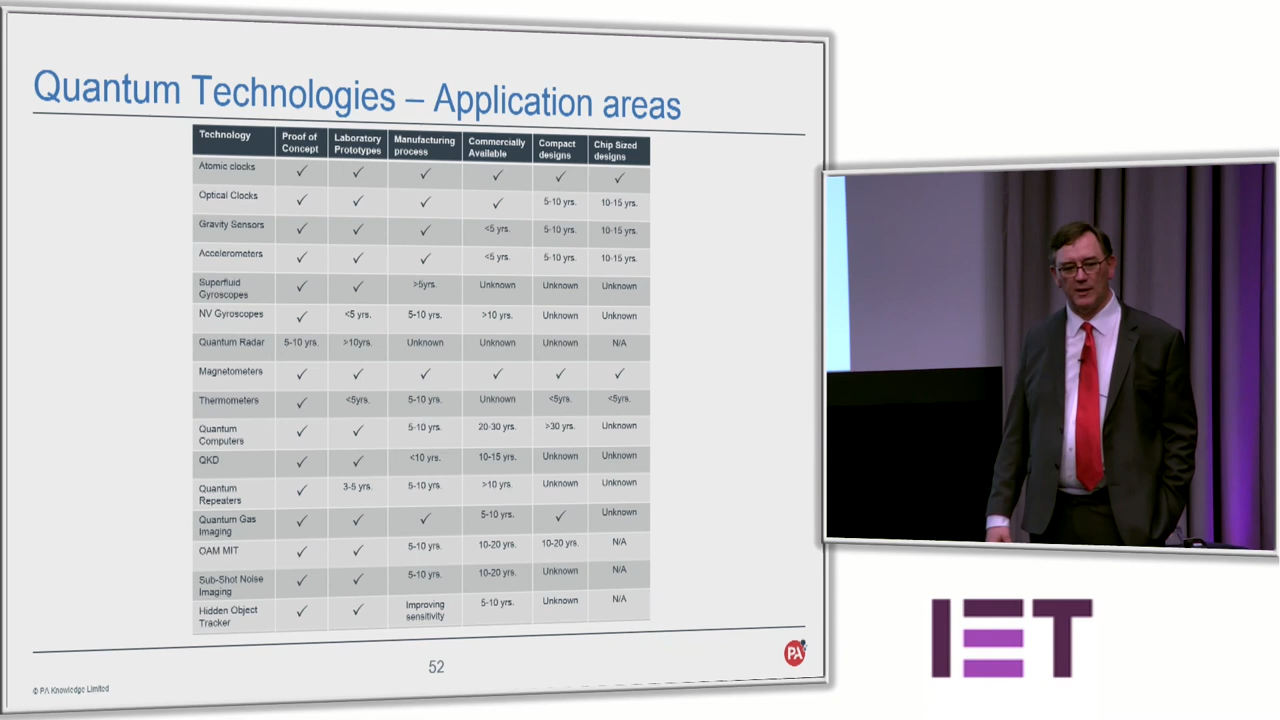 Quantum Technologies – Application areas
Technology Proof of Concept Laboratory Prototypes Manufacturing process Commercially Available Compact designs Chip Sized designs
Atomic clocks ✓ ✓ ✓ ✓ ✓ ✓
Optical Clocks ✓ ✓ ✓ ✓ 5-10 yrs. 10-15 yrs.
Gravity Sensors ✓ ✓ ✓ <5 yrs. 5-10 yrs. 10-15 yrs.
Accelerometers ✓ ✓ ✓ <5 yrs. 5-10 yrs. 10-15 yrs.
Superfluid Gyroscopes ✓ ✓ >5yrs. Unknown Unknown Unknown
NV Gyroscopes ✓ <5 yrs. 5-10 yrs. >10 yrs. Unknown Unknown
Quantum Radar 5-10 yrs. >10yrs. Unknown Unknown Unknown N/A
Magnetometers ✓ ✓ ✓ ✓ ✓ ✓
Thermometers ✓ <5yrs. 5-10 yrs. Unknown <5yrs. <5yrs.
Quantum Computers ✓ ✓ 5-10 yrs. 20-30 yrs. >30 yrs. Unknown
QKD ✓ ✓ <10 yrs. 10-15 yrs. Unknown Unknown
Quantum Repeaters ✓ 3-5 yrs. 5-10 yrs. >10 yrs. Unknown Unknown
Quantum Gas Imaging ✓ ✓ ✓ 5-10 yrs. ✓ Unknown
OAM MIT ✓ ✓ 5-10 yrs. 10-20 yrs. 10-20 yrs. N/A
Sub-Shot Noise Imaging ✓ ✓ 5-10 yrs. 10-20 yrs. Unknown N/A
Hidden Object Tracker ✓ ✓ Improving sensitivity 5-10 yrs. Unknown N/A
52
PA
© PA Knowledge Limited
IET